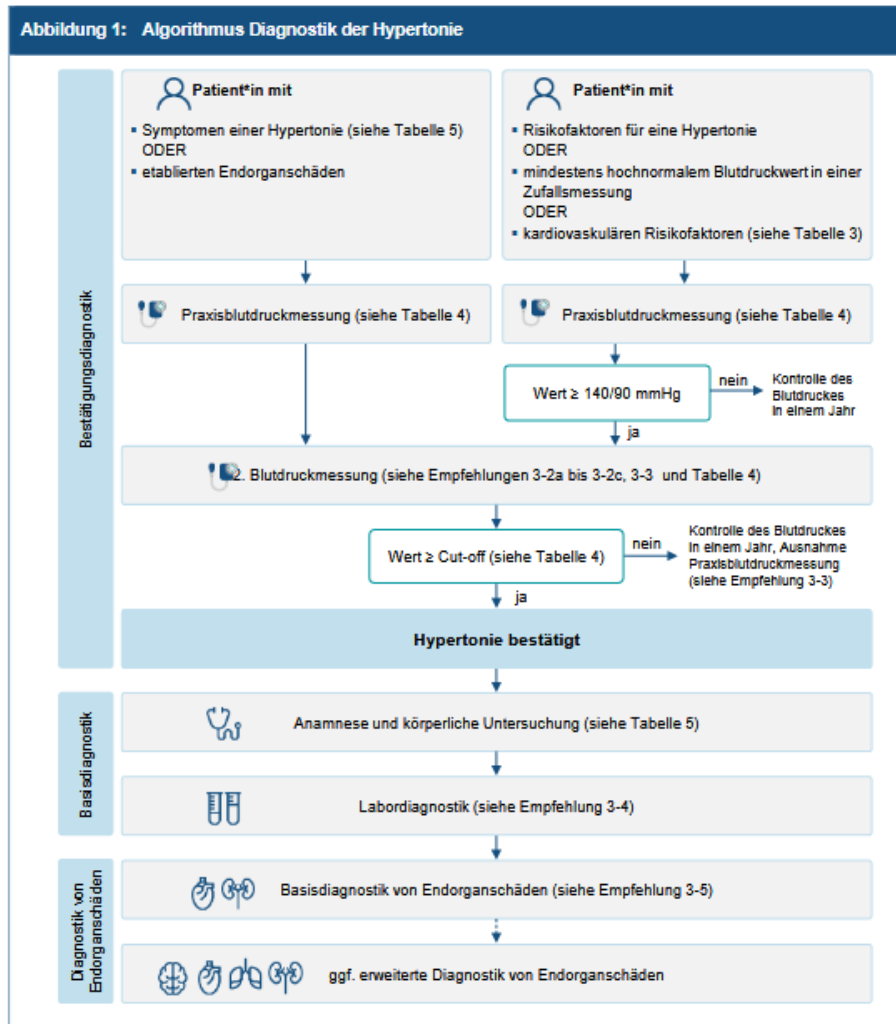 Abbildung 1: Algorithmus Diagnostik der Hypertonie
Bestätigungsdiagnostik
Patient*in mit
▪ Symptomen einer Hypertonie (siehe Tabelle 5)
ODER
▪ etablierten Endorganschäden
Patient*in mit
▪ Risikofaktoren für eine Hypertonie
ODER
▪ mindestens hochnormalem Blutdruckwert in einer
Zufallsmessung
ODER
▪ kardiovaskulären Risikofaktoren (siehe Tabelle 3)
Praxisblutdruckmessung (siehe Tabelle 4)
Praxisblutdruckmessung (siehe Tabelle 4)
Wert ≥ 140/90 mmHg
nein
Kontrolle des
Blutdruckes
in einem Jahr
ja
2. Blutdruckmessung (siehe Empfehlungen 3-2a bis 3-2c, 3-3 und Tabelle 4)
Wert ≥ Cut-off (siehe Tabelle 4)
nein
Kontrolle des Blutdruckes
in einem Jahr, Ausnahme
Praxisblutdruckmessung
(siehe Empfehlung 3-3)
ja
Hypertonie bestätigt
Basisdiagnostik
Anamnese und körperliche Untersuchung (siehe Tabelle 5)
Labordiagnostik (siehe Empfehlung 3-4)
Diagnostik von
Endorganschäden
Basisdiagnostik von Endorganschäden (siehe Empfehlung 3-5)
ggf. erweiterte Diagnostik von Endorganschäden